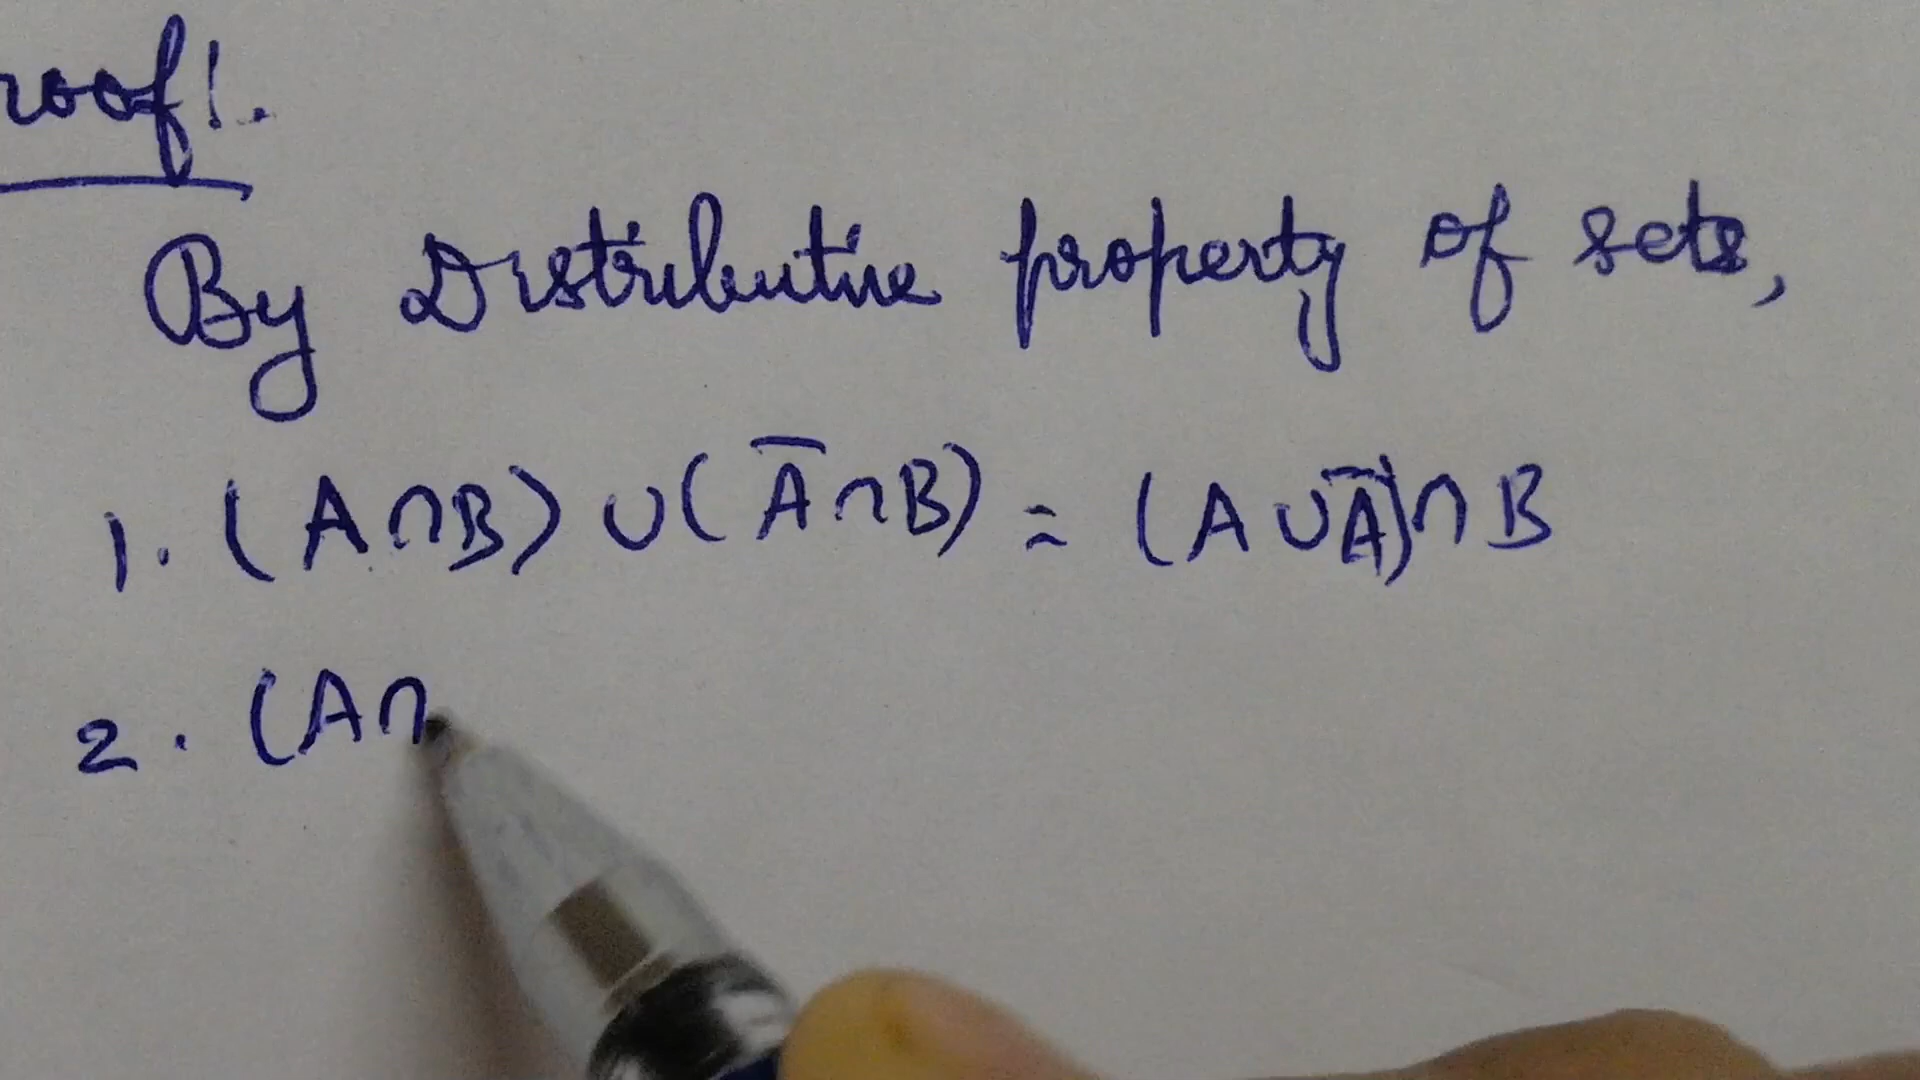 roof:.
By Distributive property of sets,
1. (A∩B) ∪ (A̅∩B) = (A∪A̅)∩B
2. (A∩